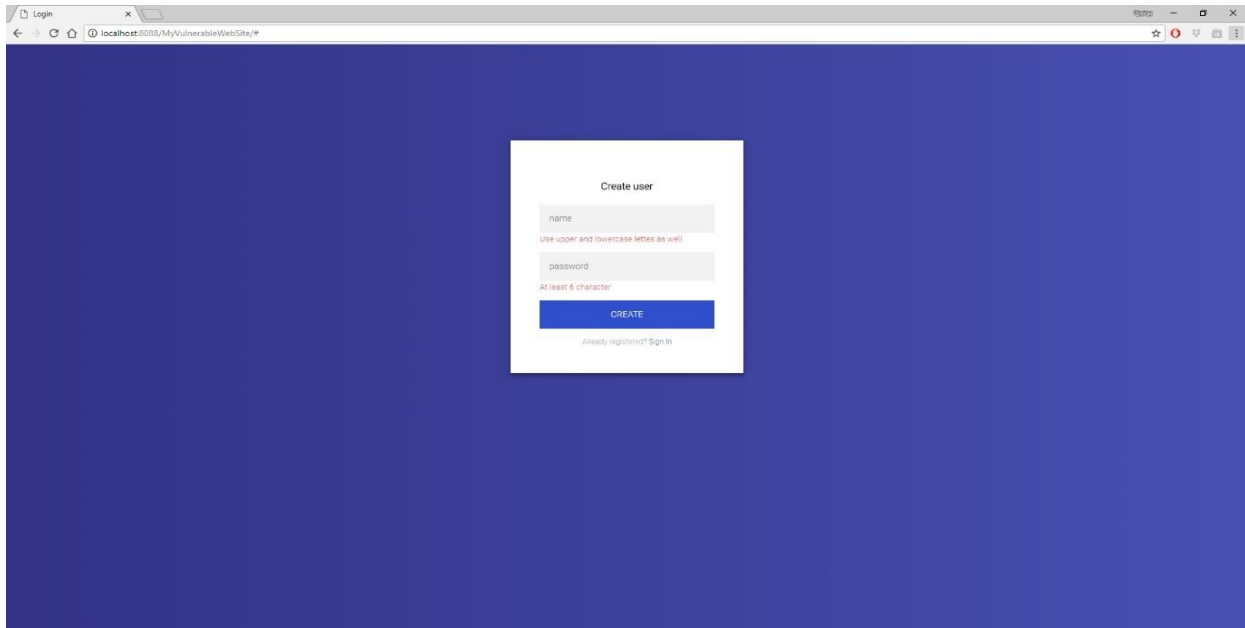 Login
localhost:8088/MyVulnerableWebSite/#
Create user
name
Use upper and lowercase lettes as well
password
At least 6 character
CREATE
Already registered? Sign In